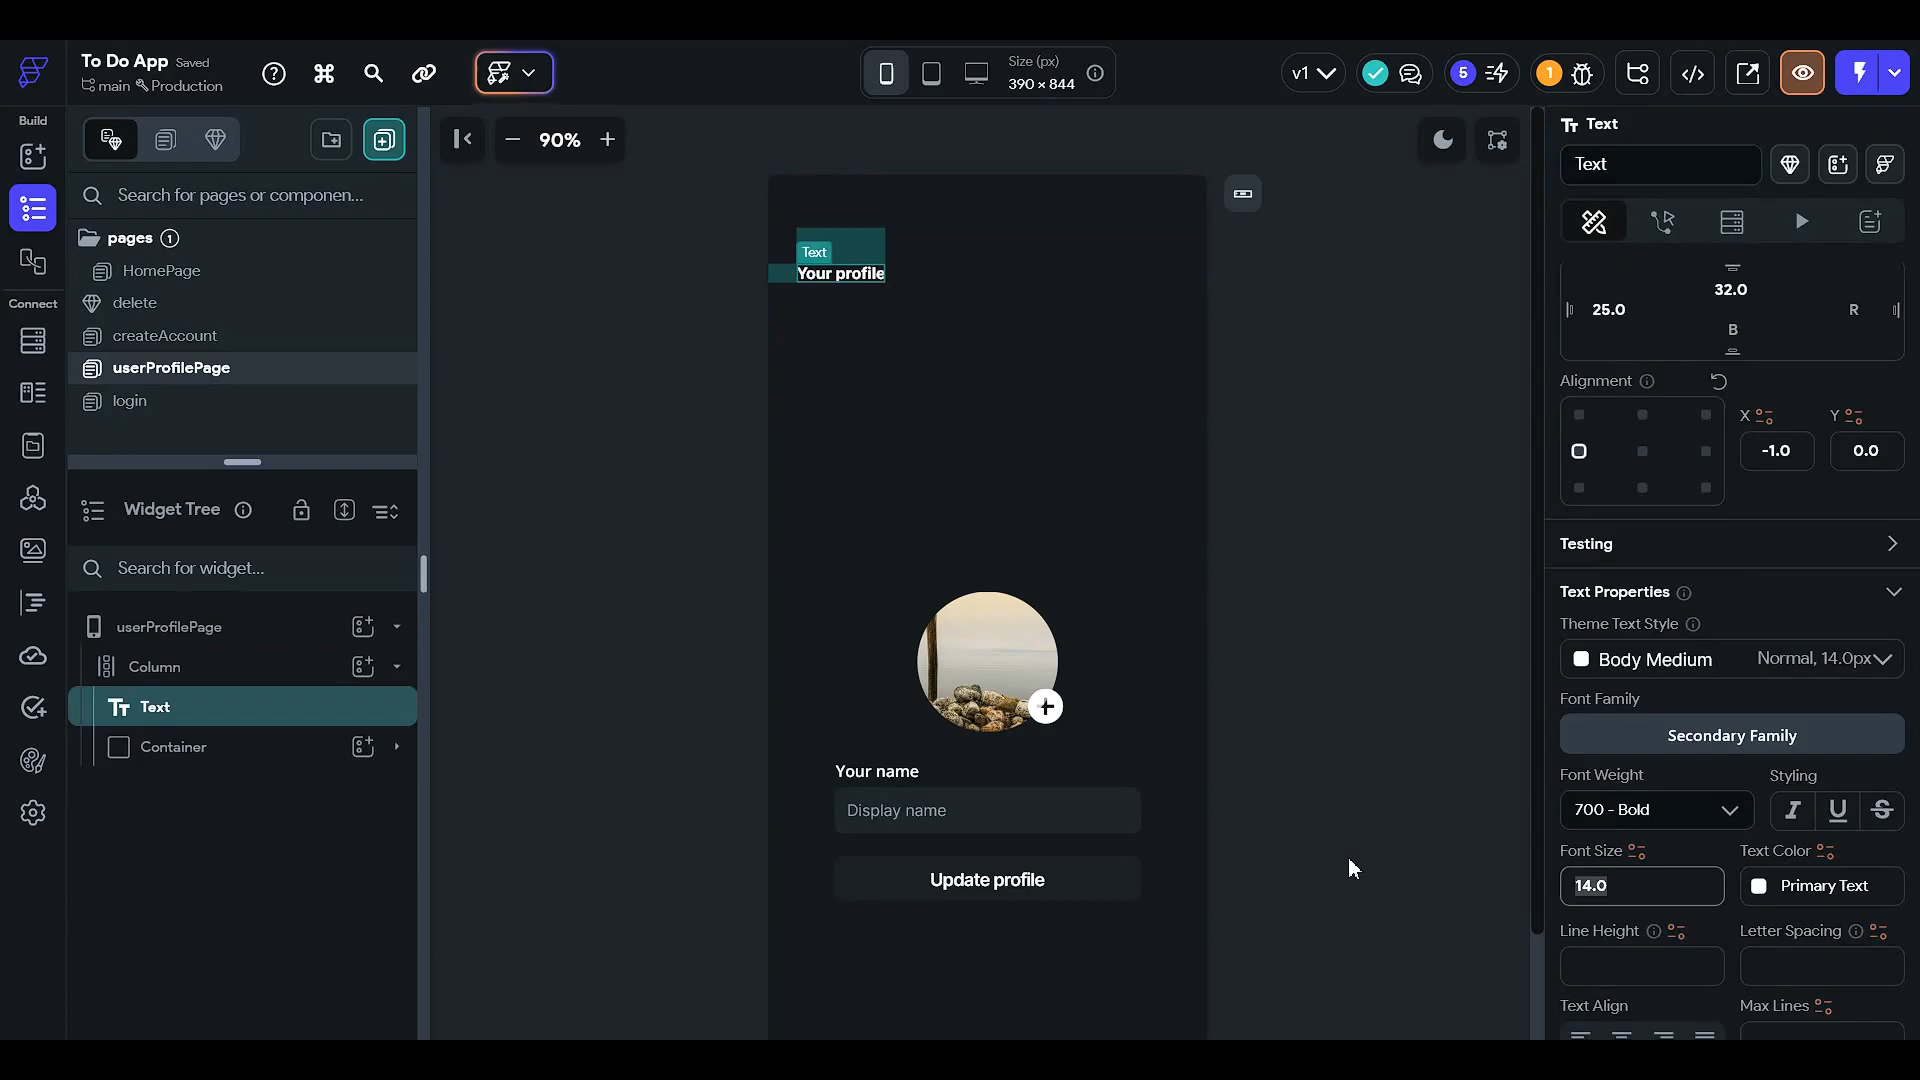 To Do App Saved
main Production
Size (px)
390 × 844
v1
5
1
Build
Connect
90%
Search for pages or componen...
pages 1
HomePage
delete
createAccount
userProfilePage
login
Widget Tree
Search for widget...
userProfilePage
Column
Text
Container
Text
Your profile
Your name
Display name
Update profile
Text
Text
32.0
25.0
R
B
Alignment
X
Y
-1.0
0.0
Testing
Text Properties
Theme Text Style
Body Medium Normal, 14.0px
Font Family
Secondary Family
Font Weight
Styling
700 - Bold
Font Size
Text Color
14.0
Primary Text
Line Height
Letter Spacing
Text Align
Max Lines